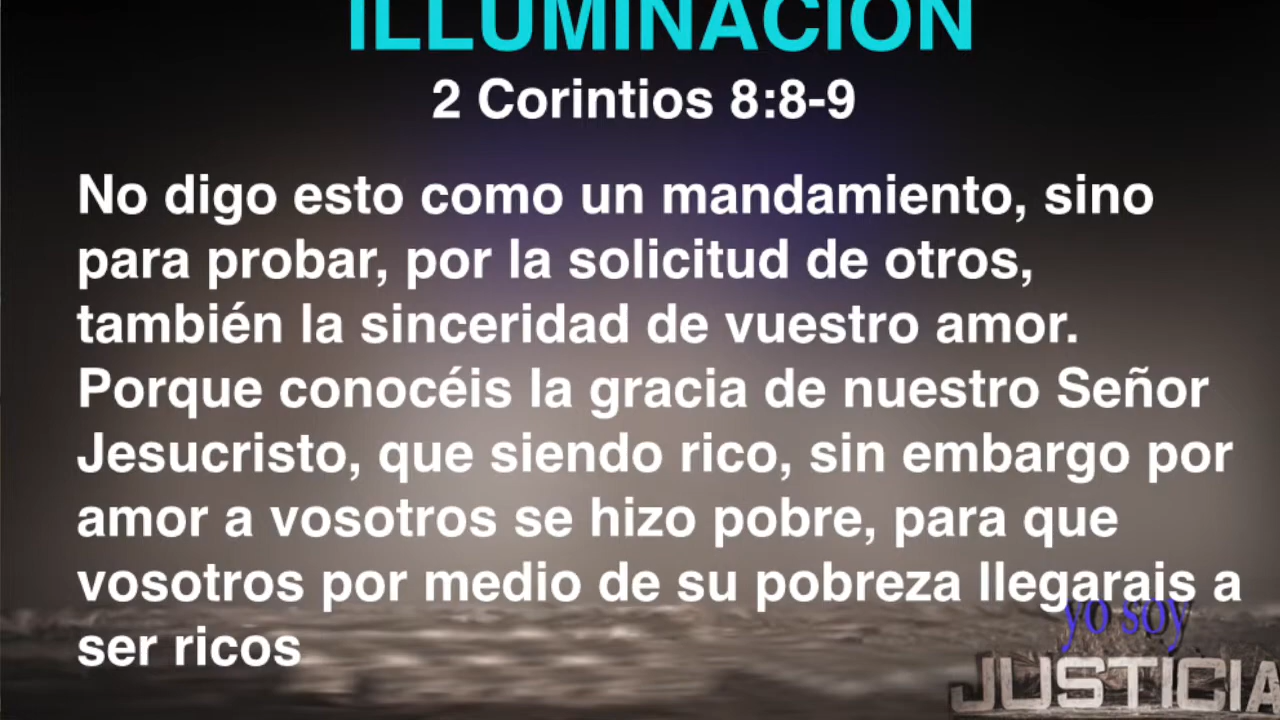 ILLUMINACION
2 Corintios 8:8-9
No digo esto como un mandamiento, sino
para probar, por la solicitud de otros,
también la sinceridad de vuestro amor.
Porque conocéis la gracia de nuestro Señor
Jesucristo, que siendo rico, sin embargo por
amor a vosotros se hizo pobre, para que
vosotros por medio de su pobreza llegarais a
ser ricos
yo soy
JUSTICIA